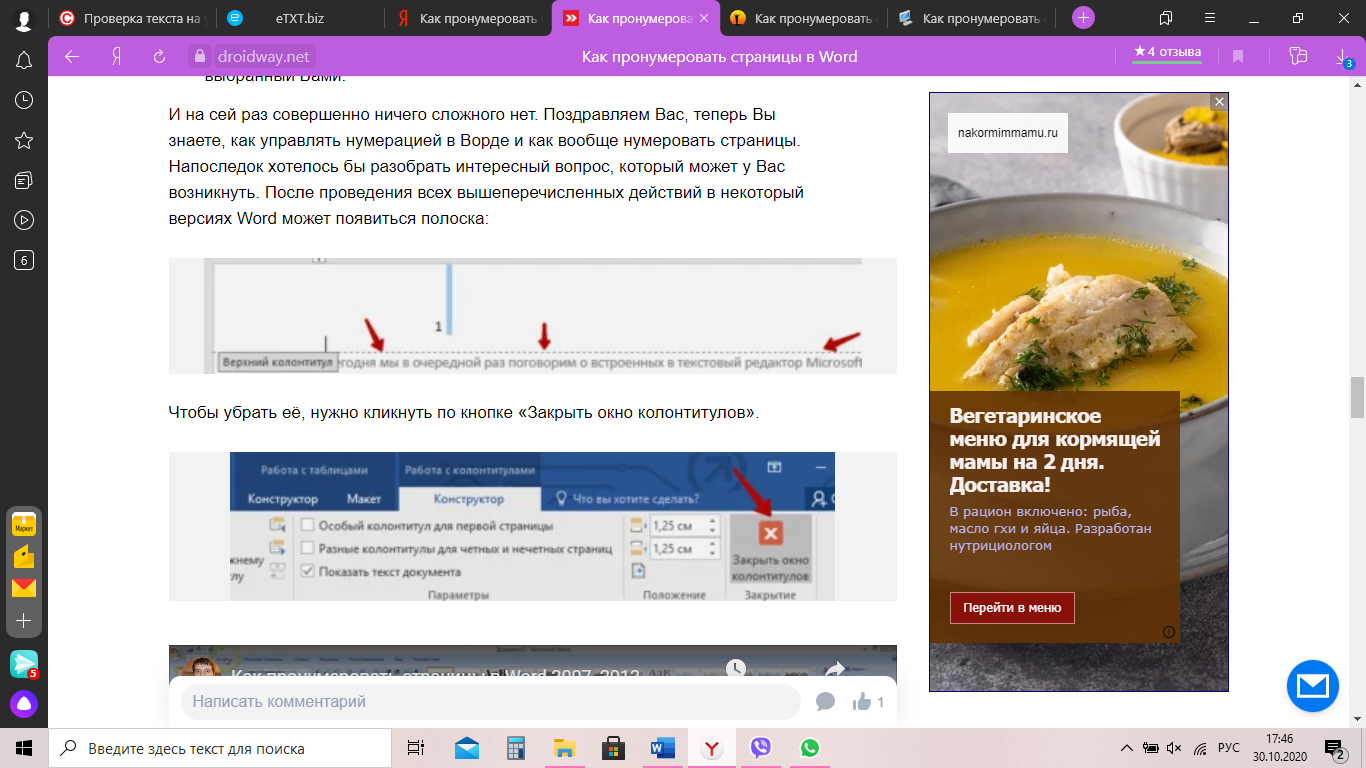 Проверка текста на у
eTXT.biz
Как пронумеровать с
Как пронумерова
Как пронумеровать с
Как пронумеровать с
droidway.net
Как пронумеровать страницы в Word
★4 отзыва
3
выбранный Вами.
И на сей раз совершенно ничего сложного нет. Поздравляем Вас, теперь Вы
знаете, как управлять нумерацией в Ворде и как вообще нумеровать страницы.
Напоследок хотелось бы разобрать интересный вопрос, который может у Вас
возникнуть. После проведения всех вышеперечисленных действий в некоторый
версиях Word может появиться полоска:
1
Верхний колонтитул
егодня мы в очередной раз поговорим о встроенных в текстовый редактор Microsoft
Чтобы убрать её, нужно кликнуть по кнопке «Закрыть окно колонтитулов».
Работа с таблицами
Работа с колонтитулами
Конструктор
Макет
Конструктор
Что вы хотите сделать?
Особый колонтитул для первой страницы
Разные колонтитулы для четных и нечетных страниц
Показать текст документа
жнему
лу
1,25 см
1,25 см
Закрыть окно
колонтитулов
Параметры
Положение
Закрытие
Как пронумеровать страницы в Word 2007, 2013
Написать комментарий
1
nakormimmamu.ru
Вегетаринское
меню для кормящей
мамы на 2 дня.
Доставка!
В рацион включено: рыба,
масло гхи и яйца. Разработан
нутрициологом
Перейти в меню
6
Маркет
5
Введите здесь текст для поиска
РУС
17:46
30.10.2020
2